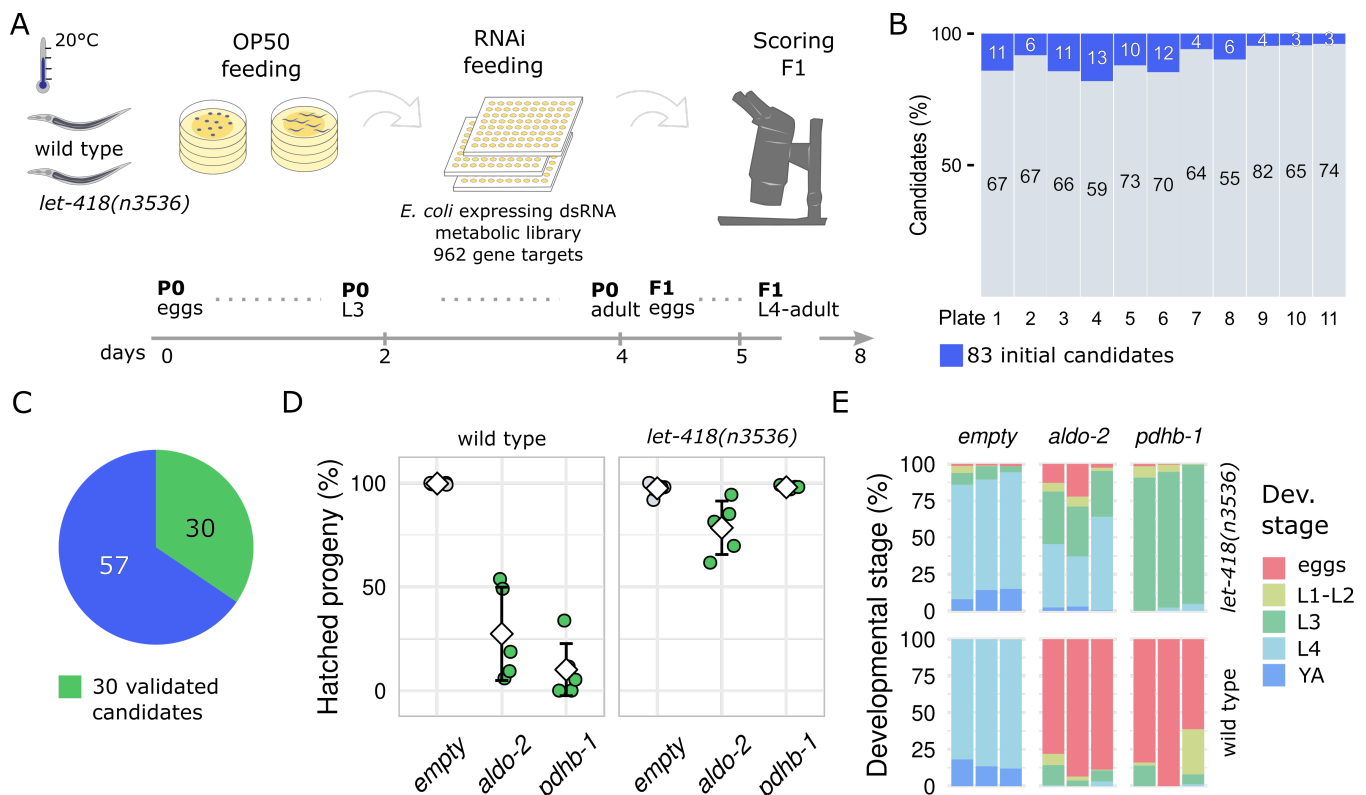 A
20°C
wild type
let-418(n3536)
OP50
feeding
RNAi
feeding
E. coli expressing dsRNA
metabolic library
962 gene targets
Scoring
F1
P0
eggs
P0
L3
P0
adult
F1
eggs
F1
L4-adult
days 0 2 4 5 8
B
Candidates (%)
100
50
11 6 11 13 10 12 4 6 4 3 3
67 67 66 59 73 70 64 55 82 65 74
Plate 1 2 3 4 5 6 7 8 9 10 11
83 initial candidates
C
57
30
30 validated
candidates
D
wild type
let-418(n3536)
Hatched progeny (%)
100
50
0
empty aldo-2 pdhb-1
empty aldo-2 pdhb-1
E
empty aldo-2 pdhb-1
Developmental stage (%)
100
75
50
25
0
let-418(n3536)
100
75
50
25
0
wild type
Dev.
stage
eggs
L1-L2
L3
L4
YA